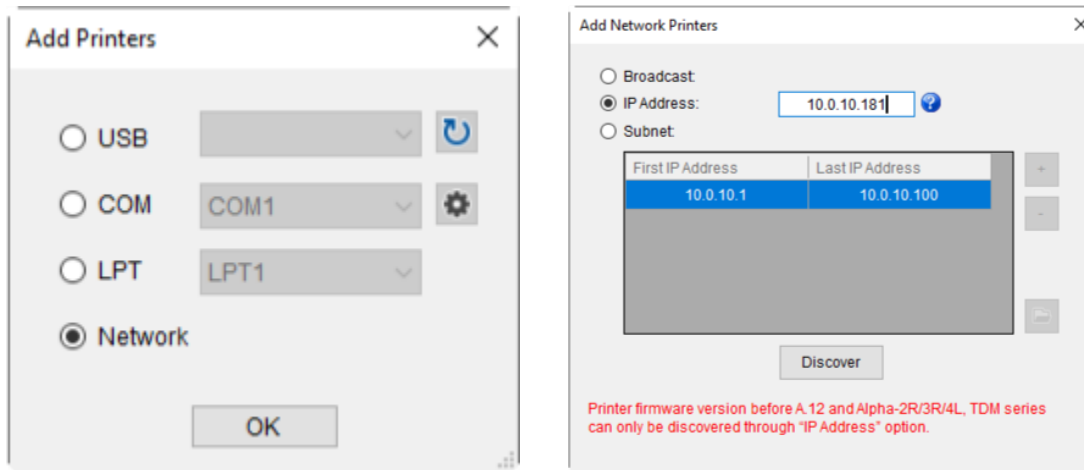 Add Printers
USB
COM COM1
LPT LPT1
Network
OK
Add Network Printers
Broadcast:
IP Address: 10.0.10.181
Subnet:
First IP Address Last IP Address
10.0.10.1 10.0.10.100
+
-
Discover
Printer firmware version before A.12 and Alpha-2R/3R/4L, TDM series
can only be discovered through “IP Address” option.